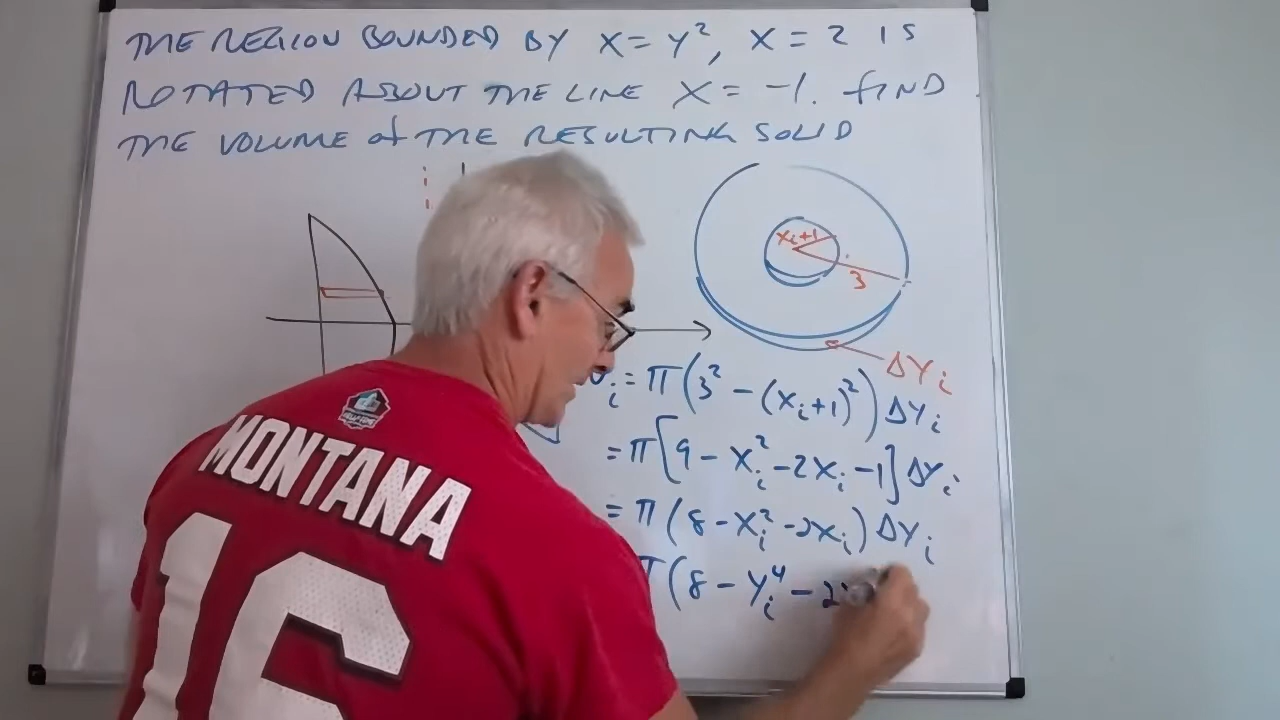 THE REGION BOUNDED BY X = Y², X = 2 IS
ROTATED ABOUT THE LINE X = -1. FIND
THE VOLUME of THE RESULTING SOLID
Xᵢ+1
3
ΔYᵢ
Vᵢ = π(3² - (Xᵢ+1)²)ΔYᵢ
= π[9 - Xᵢ² - 2Xᵢ - 1]ΔYᵢ
= π(8 - Xᵢ² - 2Xᵢ)ΔYᵢ
π(8 - Yᵢ⁴ - 2
MONTANA
16